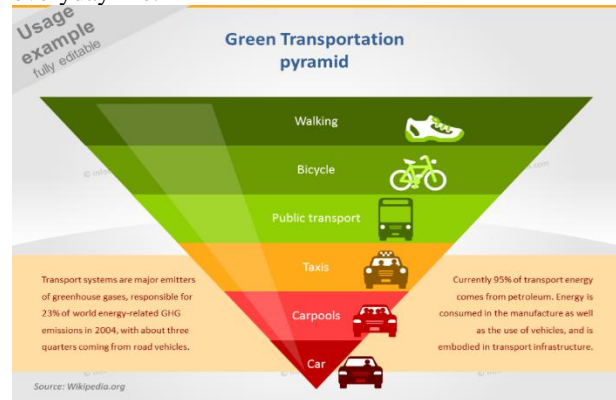 Usage
example
fully editable
Green Transportation
pyramid
Walking
Bicycle
Public transport
Taxis
Carpools
Car
Transport systems are major emitters
of greenhouse gases, responsible for
23% of world energy-related GHG
emissions in 2004, with about three
quarters coming from road vehicles.
Currently 95% of transport energy
comes from petroleum. Energy is
consumed in the manufacture as well
as the use of vehicles, and is
embodied in transport infrastructure.
Source: Wikipedia.org